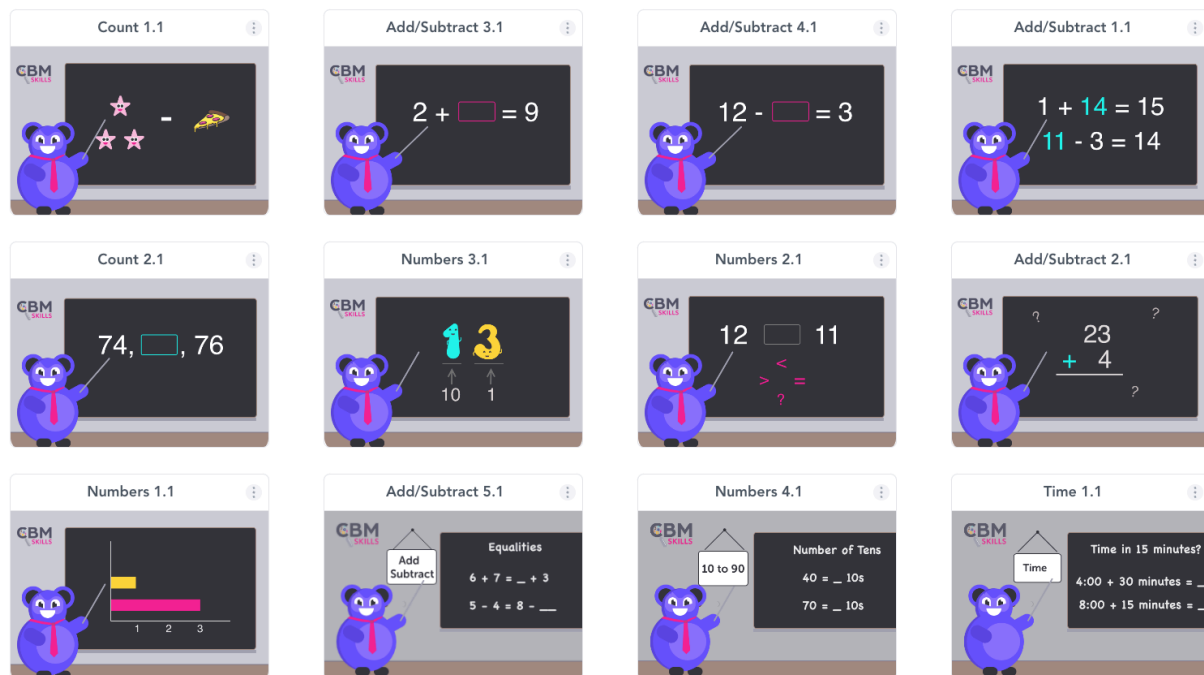 Count 1.1
CBM
SKILLS
-
Add/Subtract 3.1
CBM
SKILLS
2 + = 9
Add/Subtract 4.1
CBM
SKILLS
12 - = 3
Add/Subtract 1.1
CBM
SKILLS
1 + 14 = 15
11 - 3 = 14
Count 2.1
CBM
SKILLS
74, , 76
Numbers 3.1
CBM
SKILLS
1 3
10 1
Numbers 2.1
CBM
SKILLS
12 11
<
> =
?
Add/Subtract 2.1
CBM
SKILLS
? ?
23
+ 4
?
Numbers 1.1
CBM
SKILLS
1 2 3
Add/Subtract 5.1
CBM
SKILLS
Add
Subtract
Equalities
6 + 7 = _ + 3
5 - 4 = 8 - __
Numbers 4.1
CBM
SKILLS
10 to 90
Number of Tens
40 = _ 10s
70 = _ 10s
Time 1.1
CBM
SKILLS
Time
Time in 15 minutes?
4:00 + 30 minutes = _
8:00 + 15 minutes = _